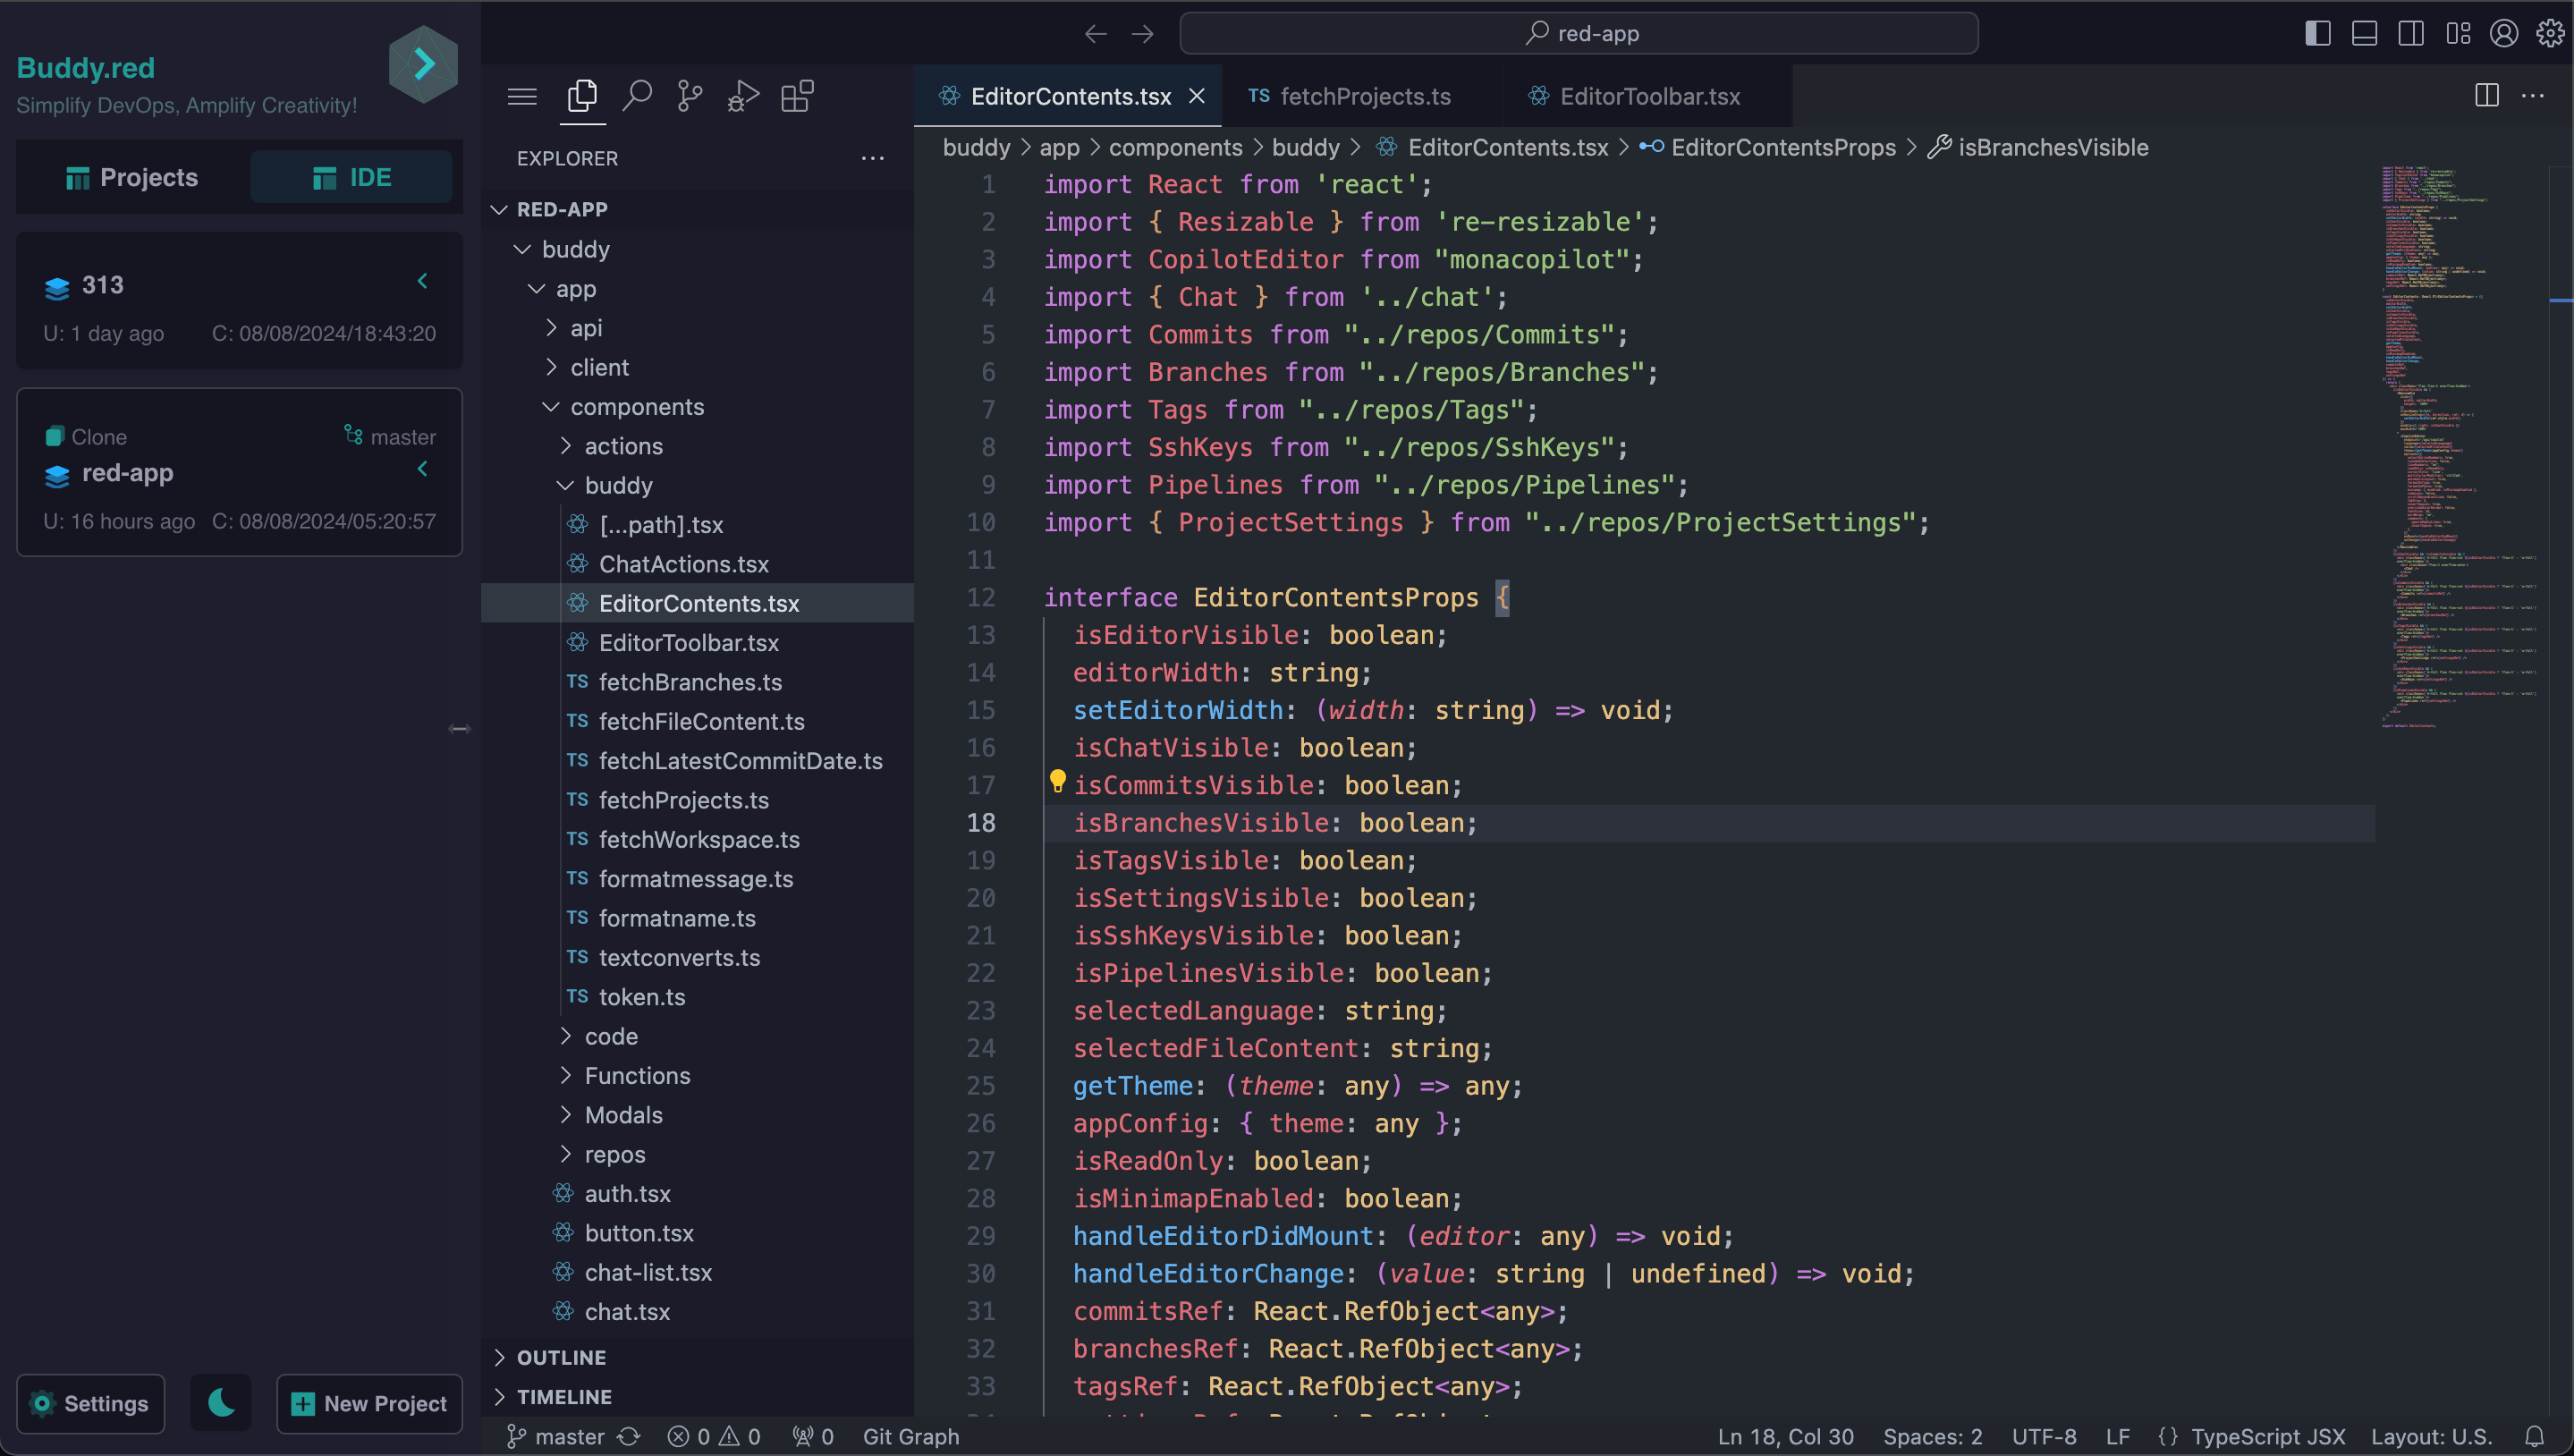 Buddy.red
Simplify DevOps, Amplify Creativity!
Projects
IDE
313
U: 1 day ago C: 08/08/2024/18:43:20
Clone master
red-app
U: 16 hours ago C: 08/08/2024/05:20:57
Settings
New Project
red-app
EXPLORER
RED-APP
buddy
app
api
client
components
actions
buddy
[...path].tsx
ChatActions.tsx
EditorContents.tsx
EditorToolbar.tsx
TS fetchBranches.ts
TS fetchFileContent.ts
TS fetchLatestCommitDate.ts
TS fetchProjects.ts
TS fetchWorkspace.ts
TS formatmessage.ts
TS formatname.ts
TS textconverts.ts
TS token.ts
code
Functions
Modals
repos
auth.tsx
button.tsx
chat-list.tsx
chat.tsx
OUTLINE
TIMELINE
EditorContents.tsx
TS fetchProjects.ts
EditorToolbar.tsx
buddy > app > components > buddy > EditorContents.tsx > EditorContentsProps > isBranchesVisible
1 import React from 'react';
2 import { Resizable } from 're-resizable';
3 import CopilotEditor from "monacopilot";
4 import { Chat } from '../chat';
5 import Commits from "../repos/Commits";
6 import Branches from "../repos/Branches";
7 import Tags from "../repos/Tags";
8 import SshKeys from "../repos/SshKeys";
9 import Pipelines from "../repos/Pipelines";
10 import { ProjectSettings } from "../repos/ProjectSettings";
11
12 interface EditorContentsProps {
13 isEditorVisible: boolean;
14 editorWidth: string;
15 setEditorWidth: (width: string) => void;
16 isChatVisible: boolean;
17 isCommitsVisible: boolean;
18 isBranchesVisible: boolean;
19 isTagsVisible: boolean;
20 isSettingsVisible: boolean;
21 isSshKeysVisible: boolean;
22 isPipelinesVisible: boolean;
23 selectedLanguage: string;
24 selectedFileContent: string;
25 getTheme: (theme: any) => any;
26 appConfig: { theme: any };
27 isReadOnly: boolean;
28 isMinimapEnabled: boolean;
29 handleEditorDidMount: (editor: any) => void;
30 handleEditorChange: (value: string | undefined) => void;
31 commitsRef: React.RefObject<any>;
32 branchesRef: React.RefObject<any>;
33 tagsRef: React.RefObject<any>;
master 0 0 0 Git Graph
Ln 18, Col 30 Spaces: 2 UTF-8 LF {} TypeScript JSX Layout: U.S.